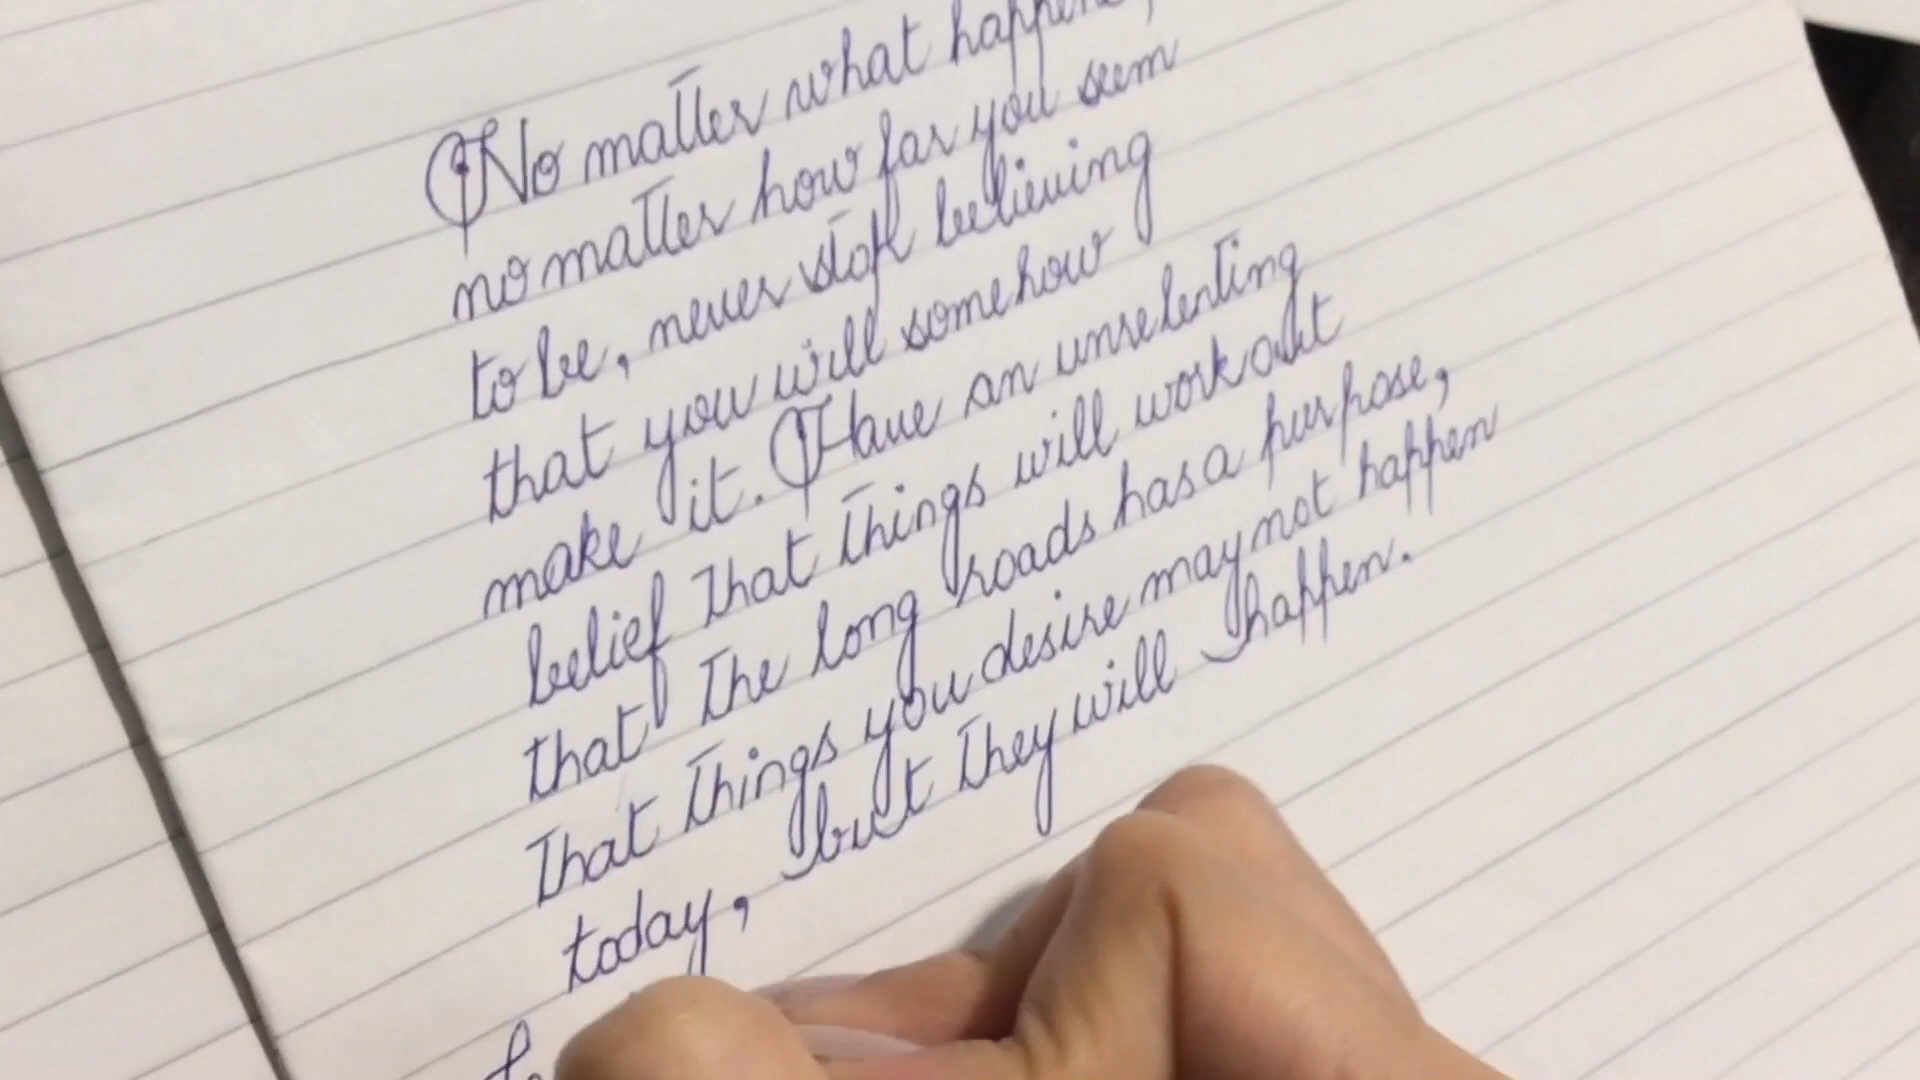 No matter what happens,
no matter how far you seem
to be, never stop believing
that you will somehow
make it. Have an unrelenting
belief that things will work out
that the long roads has a purpose,
that things you desire may not happen
today, but they will happen.